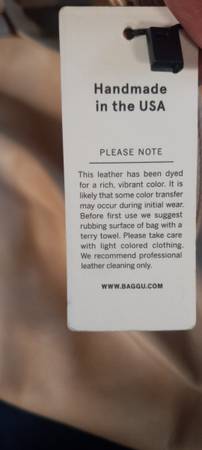 Handmade
in the USA
PLEASE NOTE
This leather has been dyed
for a rich, vibrant color. It is
likely that some color transfer
may occur during initial wear.
Before first use we suggest
rubbing surface of bag with a
terry towel. Please take care
with light colored clothing.
We recommend professional
leather cleaning only.
WWW.BAGGU.COM